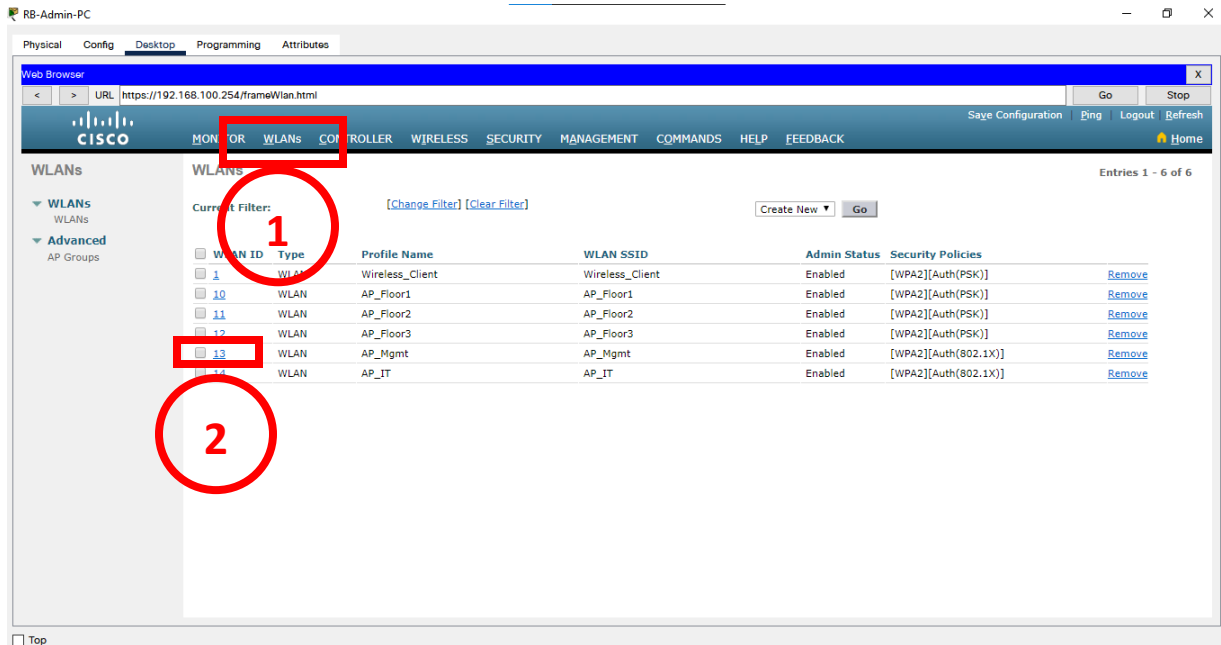 RB-Admin-PC
Physical Config Desktop Programming Attributes
Web Browser X
< > URL https://192.168.100.254/frameWlan.html Go Stop
Save Configuration Ping Logout Refresh
CISCO MONITOR WLANs CONTROLLER WIRELESS SECURITY MANAGEMENT COMMANDS HELP FEEDBACK Home
WLANs WLANs Entries 1 - 6 of 6
WLANs
WLANs
Advanced
AP Groups
Current Filter: [Change Filter] [Clear Filter] Create New Go
1
WLAN ID Type Profile Name WLAN SSID Admin Status Security Policies
1 WLAN Wireless_Client Wireless_Client Enabled [WPA2][Auth(PSK)] Remove
10 WLAN AP_Floor1 AP_Floor1 Enabled [WPA2][Auth(PSK)] Remove
11 WLAN AP_Floor2 AP_Floor2 Enabled [WPA2][Auth(PSK)] Remove
12 WLAN AP_Floor3 AP_Floor3 Enabled [WPA2][Auth(PSK)] Remove
13 WLAN AP_Mgmt AP_Mgmt Enabled [WPA2][Auth(802.1X)] Remove
14 WLAN AP_IT AP_IT Enabled [WPA2][Auth(802.1X)] Remove
2
Top